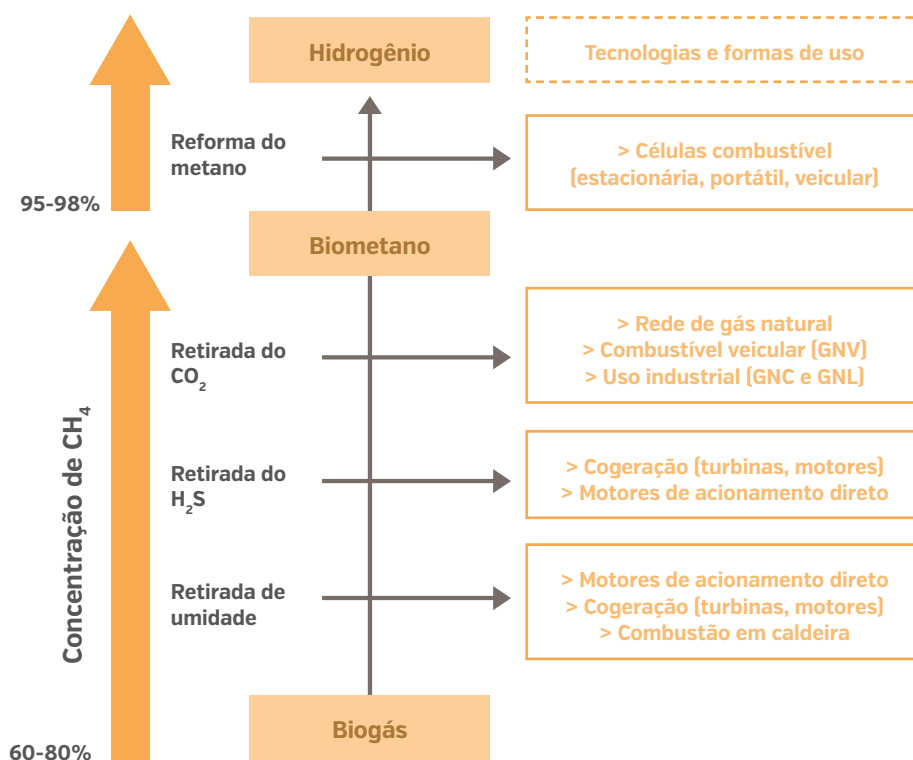 Hidrogênio
Tecnologias e formas de uso
Reforma do
metano
> Células combustível
(estacionária, portátil, veicular)
95-98%
Biometano
Retirada do
CO₂
> Rede de gás natural
> Combustível veicular (GNV)
> Uso industrial (GNC e GNL)
Concentração de CH₄
Retirada do
H₂S
> Cogeração (turbinas, motores)
> Motores de acionamento direto
Retirada de
umidade
> Motores de acionamento direto
> Cogeração (turbinas, motores)
> Combustão em caldeira
Biogás
60-80%